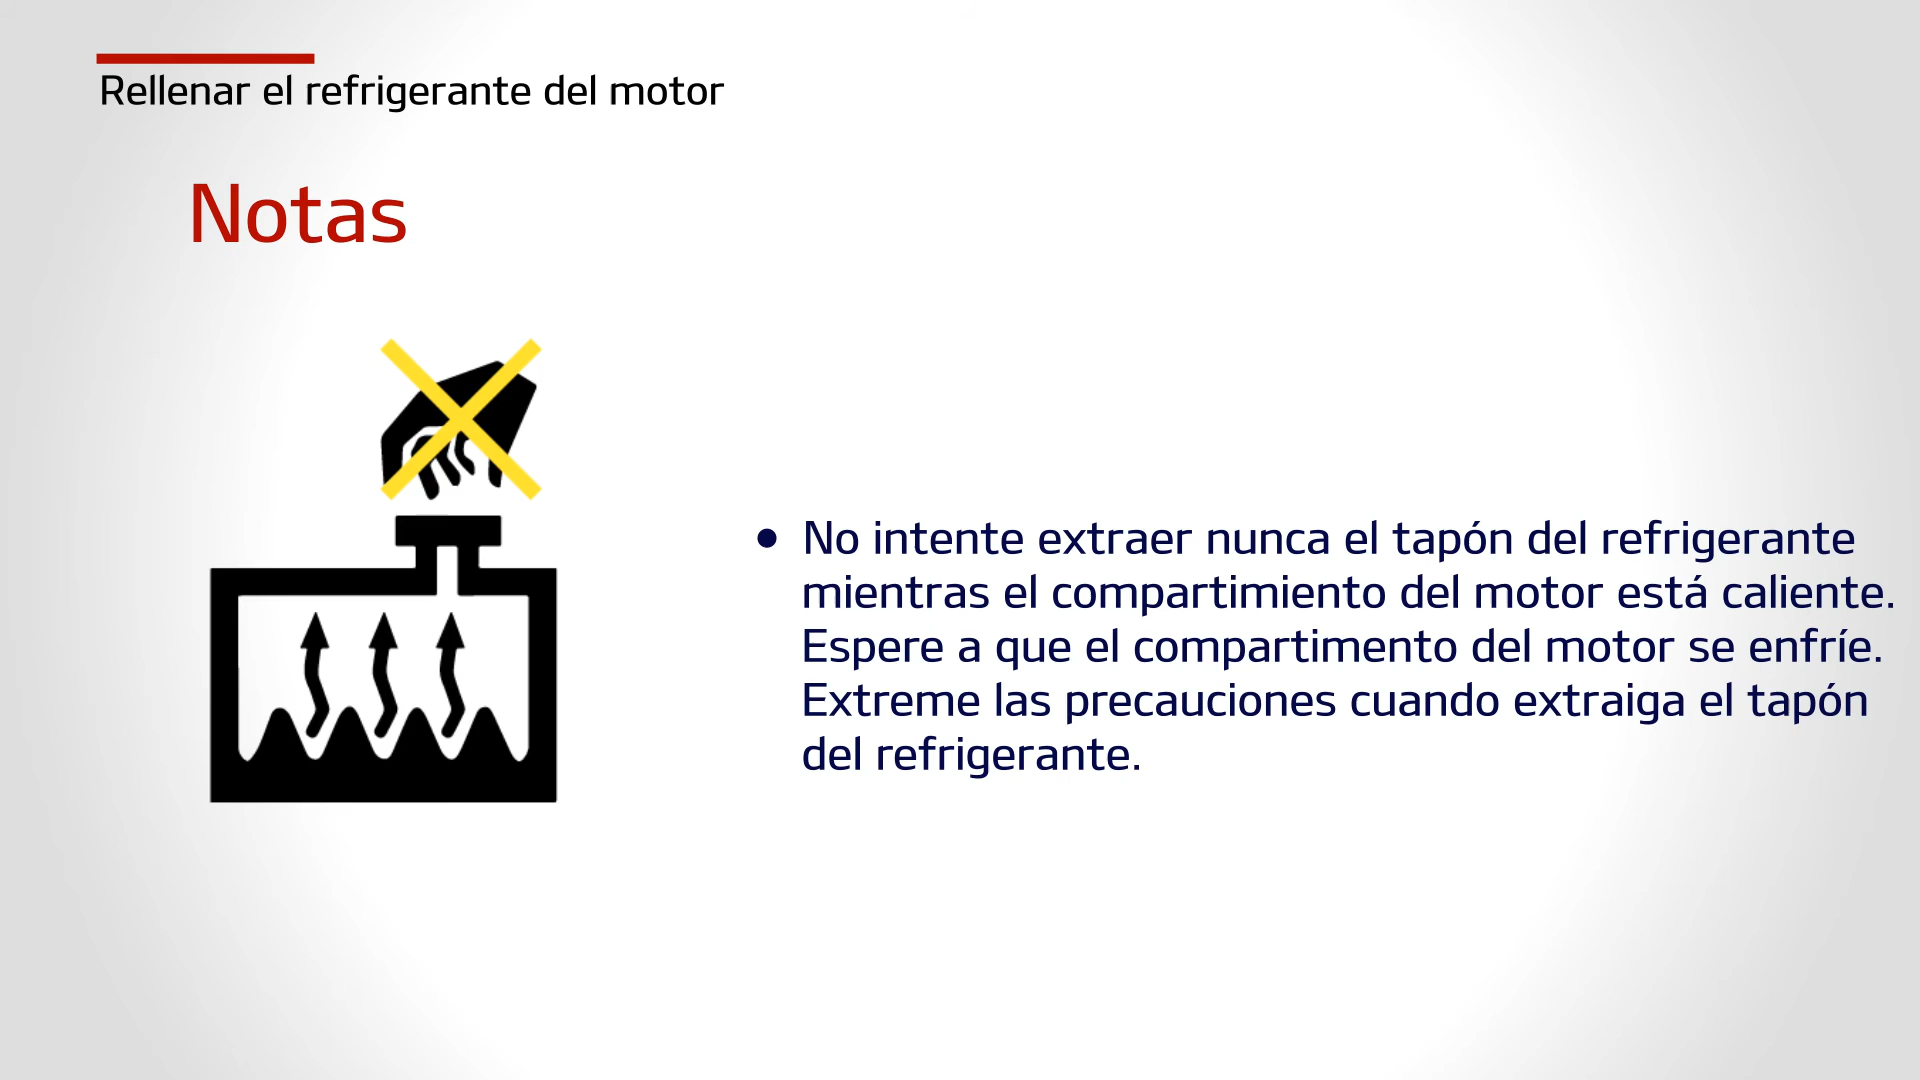 Rellenar el refrigerante del motor
Notas
• No intente extraer nunca el tapón del refrigerante
mientras el compartimiento del motor está caliente.
Espere a que el compartimento del motor se enfríe.
Extreme las precauciones cuando extraiga el tapón
del refrigerante.